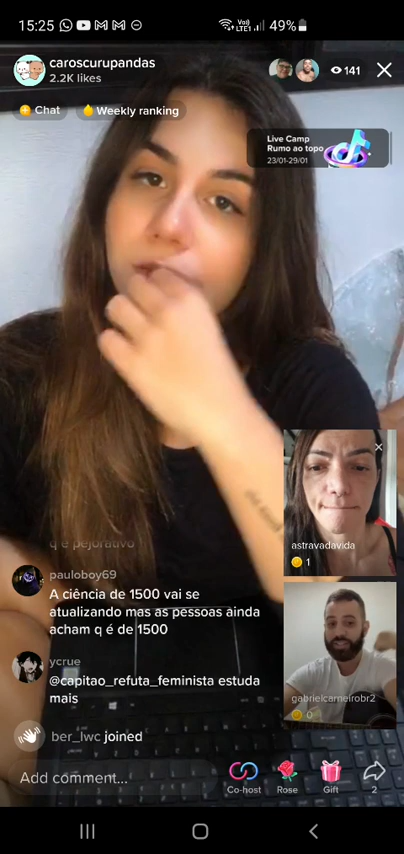 15:25
Vo))
LTE1
49%
caroscurupandas
2.2K likes
141
Chat
Weekly ranking
Live Camp
Rumo ao topo
23/01-29/01
q é pejorativo
pauloboy69
A ciência de 1500 vai se
atualizando mas as pessoas ainda
acham q é de 1500
ycrue
@capitao_refuta_feminista estuda
mais
ber_lwc joined
astravadavida
1
gabrielcarneirobr2
0
Add comment...
Co-host
Rose
Gift
2